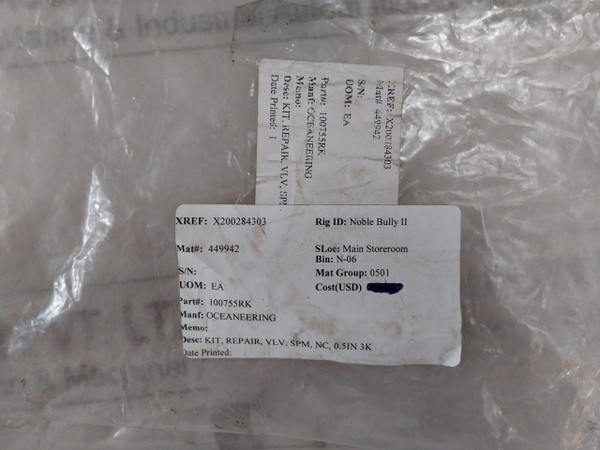 & Industrial
XREF: X200284303
Mat# 449942
S/N:
UOM: EA
Part#: 100755RK
Manf: OCEANEERING
Memo:
Desc: KIT, REPAIR, VLV, SPM,
Date Printed: 1
XREF: X200284303 Rig ID: Noble Bully II
Mat#: 449942 SLoc: Main Storeroom
Bin: N-06
S/N: Mat Group: 0501
UOM: EA Cost(USD)
Part#: 100755RK
Manf: OCEANEERING
Memo:
Desc: KIT, REPAIR, VLV, SPM, NC, 0.5IN 3K
Date Printed: